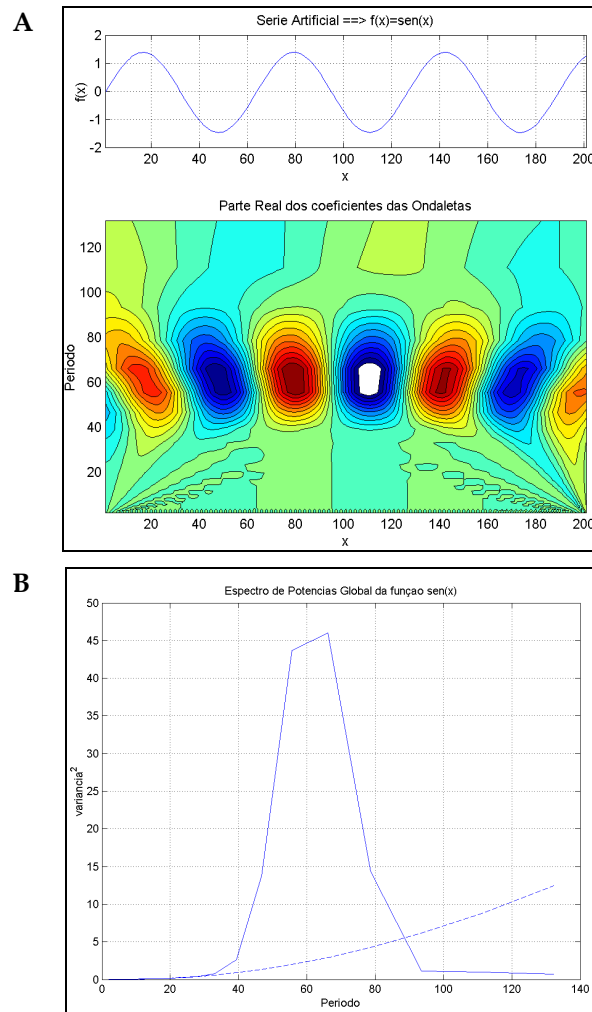 A
Serie Artificial ==> f(x)=sen(x)
2
1
0
-1
-2
f(x)
20 40 60 80 100 120 140 160 180 200
x
Parte Real dos coeficientes das Ondaletas
120
100
80
60
40
20
Periodo
20 40 60 80 100 120 140 160 180 200
x
B
Espectro de Potencias Global da funçao sen(x)
50
45
40
35
30
25
20
15
10
5
0
variancia²
0 20 40 60 80 100 120 140
Periodo